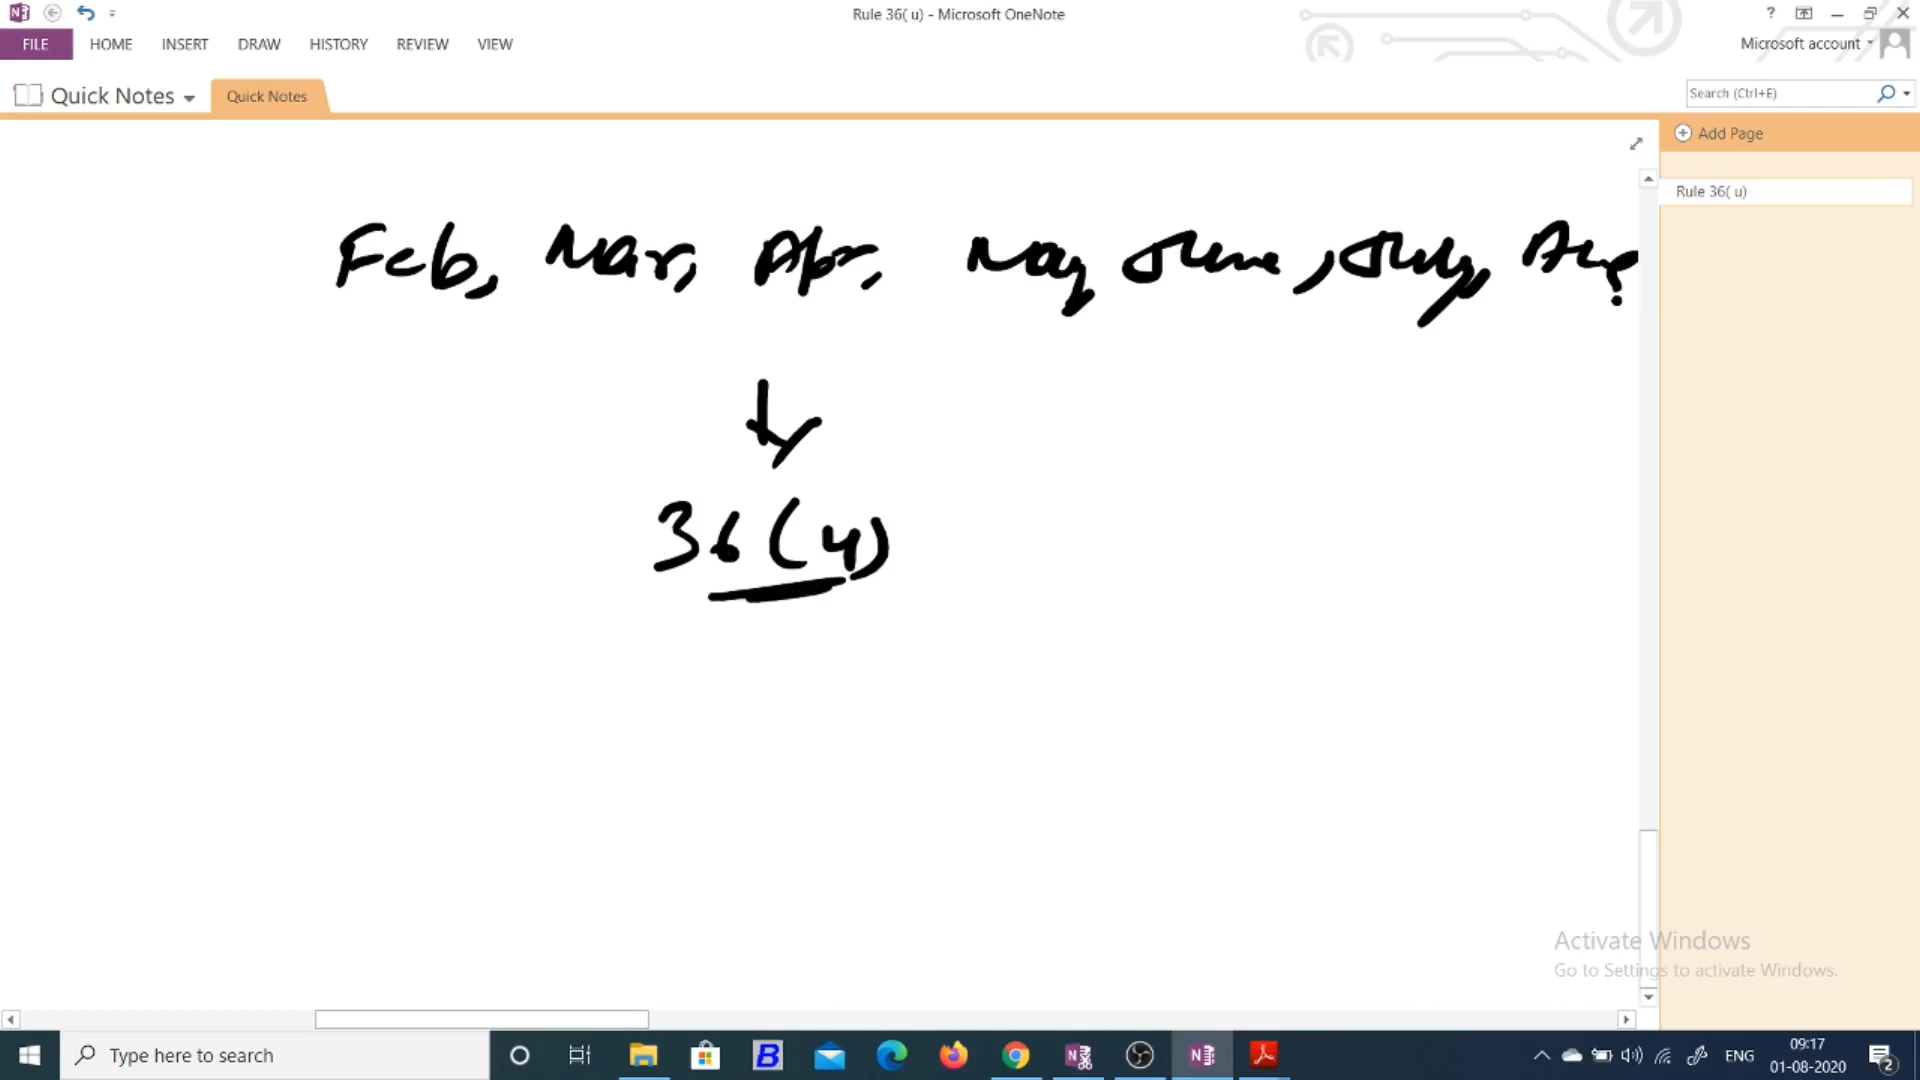 Rule 36( u) - Microsoft OneNote
?
FILE HOME INSERT DRAW HISTORY REVIEW VIEW
Microsoft account
Quick Notes
Quick Notes
Search (Ctrl+E)
Add Page
Rule 36( u)
Feb, Mar, Apr, May June, July, Aug
36(4)
Activate Windows
Go to Settings to activate Windows.
Type here to search
B
ENG
09:17
01-08-2020
2